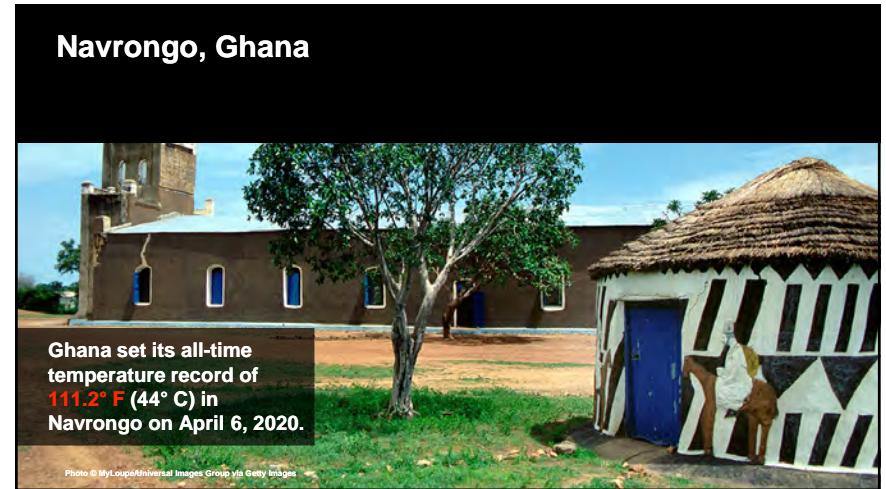 Navrongo, Ghana
Ghana set its all-time
temperature record of
111.2° F (44° C) in
Navrongo on April 6, 2020.
Photo © MyLoupe/Universal Images Group via Getty Images